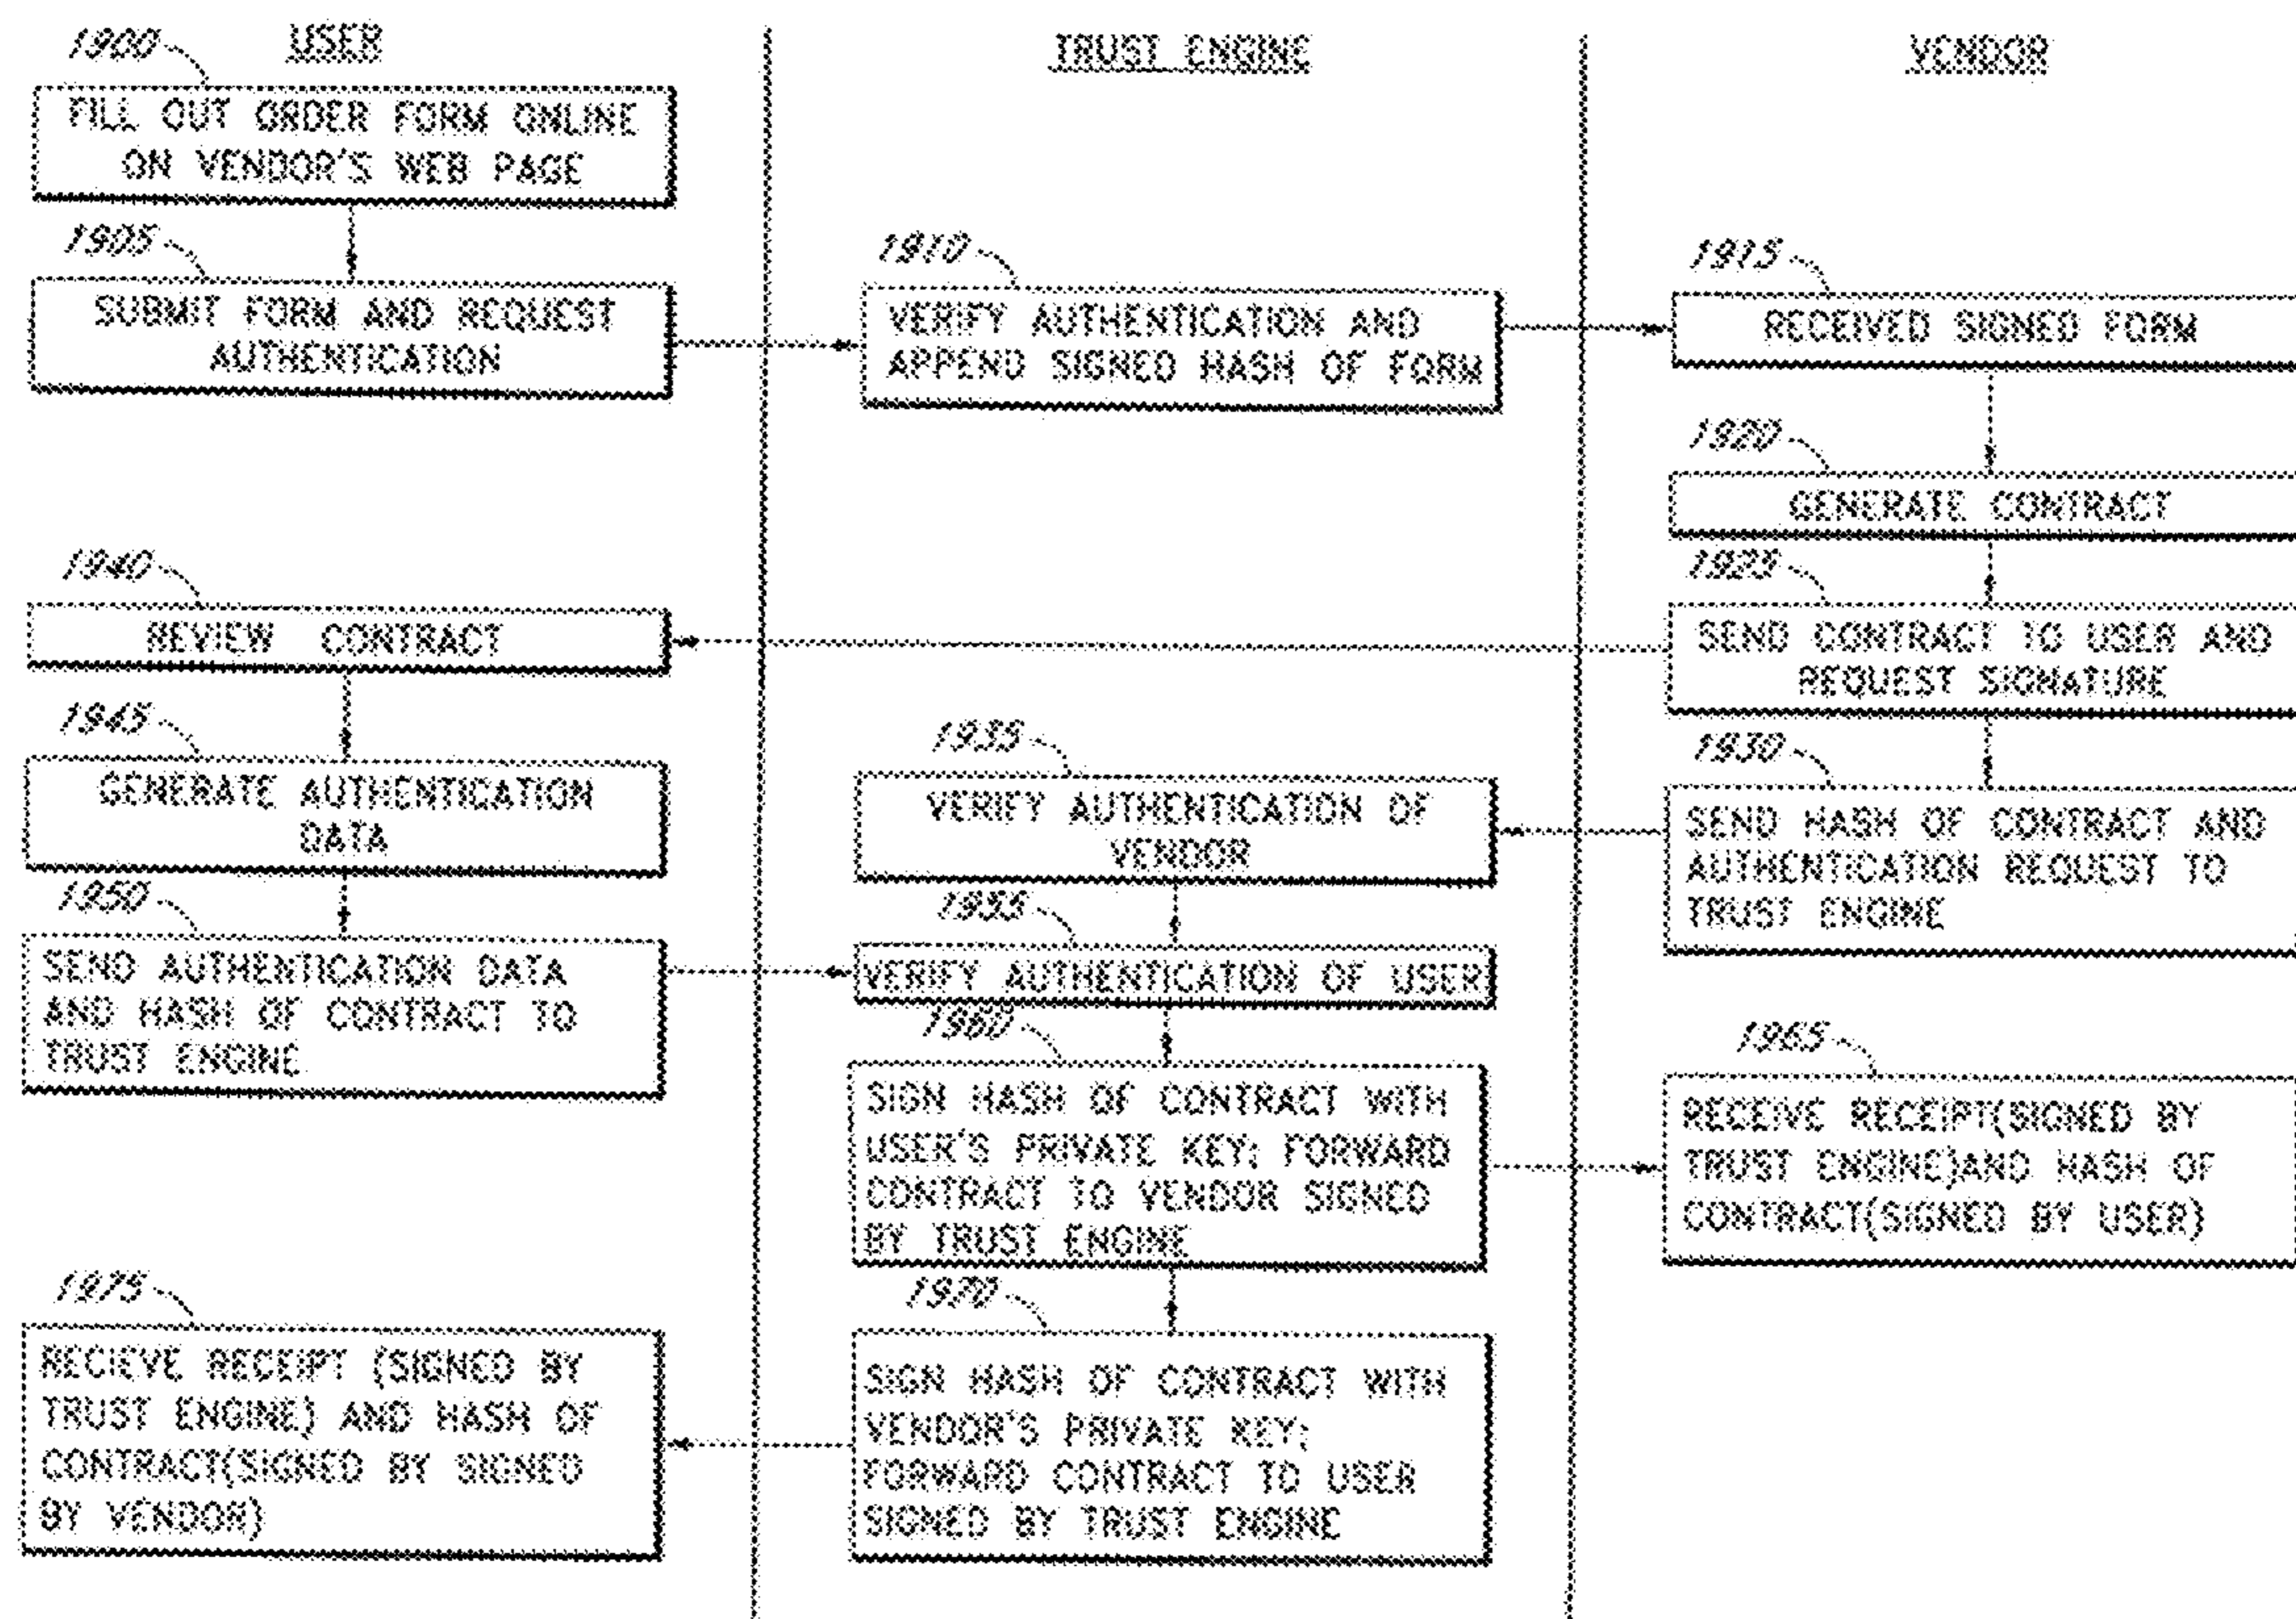 USER
TRUST ENGINE
VENDOR
1900
FILL OUT ORDER FORM ONLINE
ON VENDOR'S WEB PAGE
1905
SUBMIT FORM AND REQUEST
AUTHENTICATION
1910
VERIFY AUTHENTICATION AND
APPEND SIGNED HASH OF FORM
1915
RECEIVED SIGNED FORM
1920
GENERATE CONTRACT
1925
SEND CONTRACT TO USER AND
REQUEST SIGNATURE
1930
SEND HASH OF CONTRACT AND
AUTHENTICATION REQUEST TO
TRUST ENGINE
1935
VERIFY AUTHENTICATION OF
VENDOR
1940
REVIEW CONTRACT
1945
GENERATE AUTHENTICATION
DATA
1950
SEND AUTHENTICATION DATA
AND HASH OF CONTRACT TO
TRUST ENGINE
1955
VERIFY AUTHENTICATION OF USER
1960
SIGN HASH OF CONTRACT WITH
USER'S PRIVATE KEY; FORWARD
CONTRACT TO VENDOR SIGNED
BY TRUST ENGINE
1965
RECEIVE RECEIPT(SIGNED BY
TRUST ENGINE)AND HASH OF
CONTRACT(SIGNED BY USER)
1970
SIGN HASH OF CONTRACT WITH
VENDOR'S PRIVATE KEY;
FORWARD CONTRACT TO USER
SIGNED BY TRUST ENGINE
1975
RECIEVE RECEIPT (SIGNED BY
TRUST ENGINE) AND HASH OF
CONTRACT(SIGNED BY SIGNED
BY VENDOR)